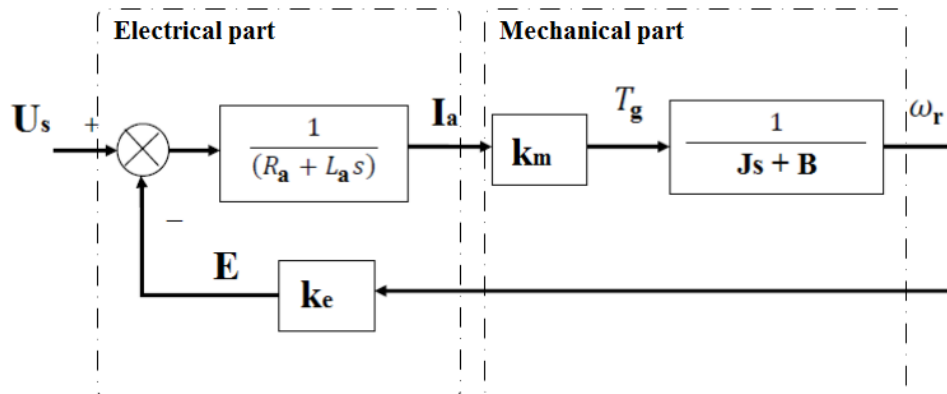 Electrical part
Mechanical part
Us
+
1
(Ra + Las)
Ia
km
Tg
1
Js + B
ωr
−
E
ke